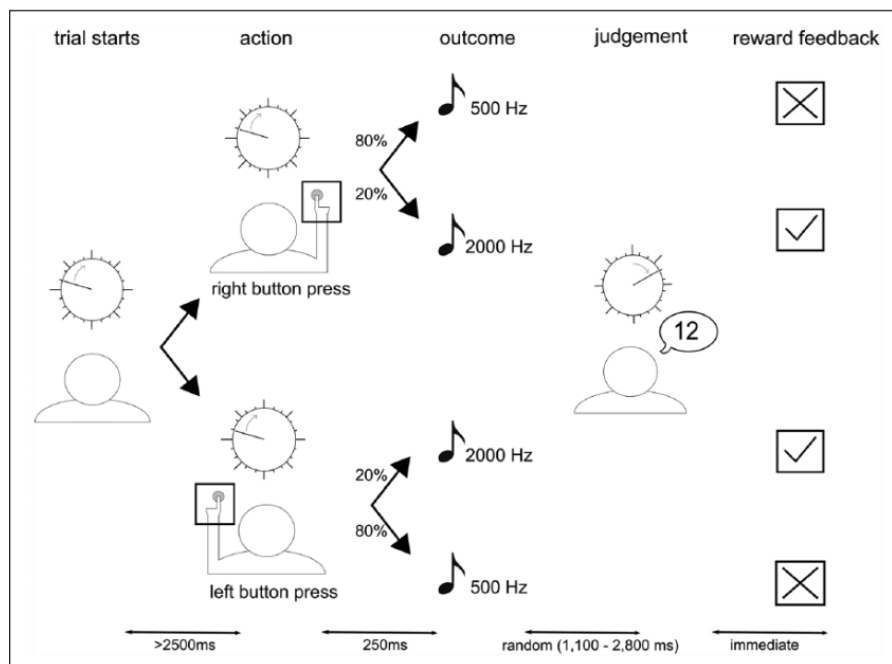 trial starts action outcome judgement reward feedback
500 Hz
80%
20%
2000 Hz
right button press
12
2000 Hz
20%
80%
500 Hz
left button press
>2500ms 250ms random (1,100 - 2,800 ms) immediate